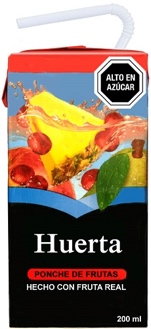 ALTO EN
AZÚCAR
Huerta
PONCHE DE FRUTAS
HECHO CON FRUTA REAL
200 ml